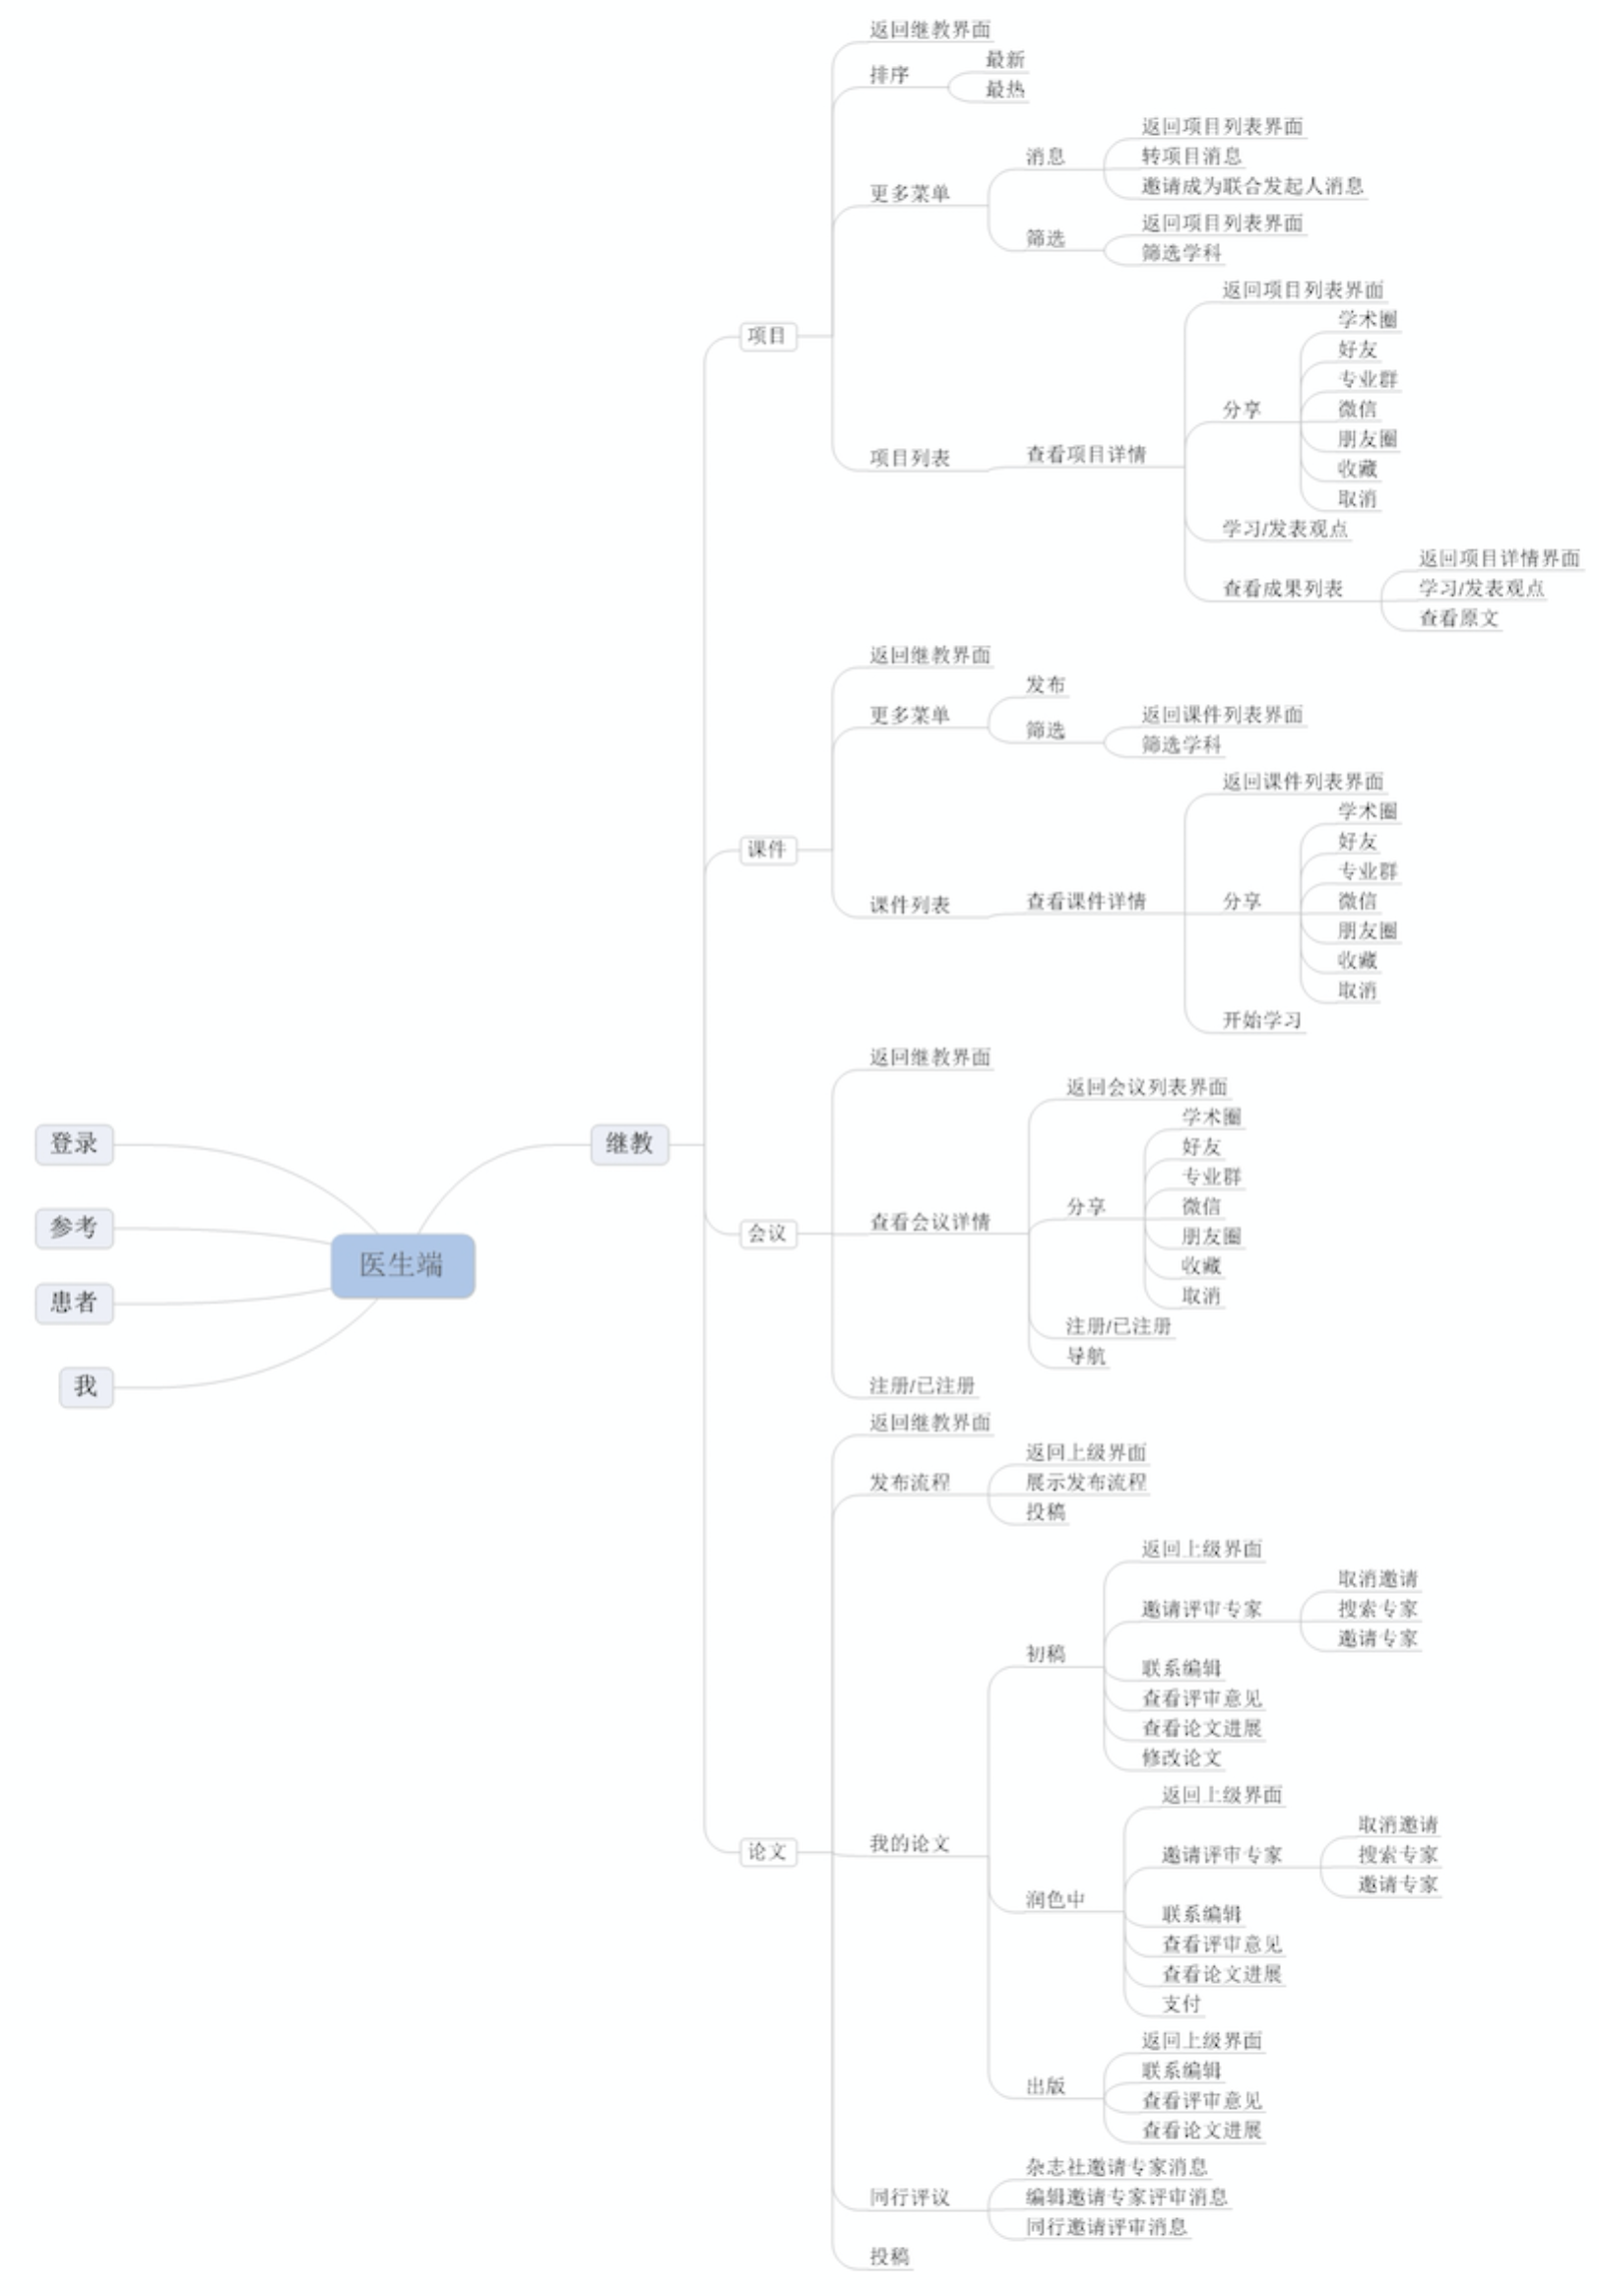 医生端
登录
参考
患者
我
继教
项目
返回继教界面
排序
最新
最热
更多菜单
消息
返回项目列表界面
转项目消息
邀请成为联合发起人消息
筛选
返回项目列表界面
筛选学科
项目列表
查看项目详情
返回项目列表界面
分享
学术圈
好友
专业群
微信
朋友圈
收藏
取消
学习/发表观点
查看成果列表
返回项目详情界面
学习/发表观点
查看原文
课件
返回继教界面
更多菜单
发布
筛选
返回课件列表界面
筛选学科
课件列表
查看课件详情
返回课件列表界面
分享
学术圈
好友
专业群
微信
朋友圈
收藏
取消
开始学习
会议
返回继教界面
查看会议详情
返回会议列表界面
分享
学术圈
好友
专业群
微信
朋友圈
收藏
取消
注册/已注册
导航
注册/已注册
论文
返回继教界面
发布流程
返回上级界面
展示发布流程
投稿
我的论文
初稿
返回上级界面
邀请评审专家
取消邀请
搜索专家
邀请专家
联系编辑
查看评审意见
查看论文进展
修改论文
润色中
返回上级界面
邀请评审专家
取消邀请
搜索专家
邀请专家
联系编辑
查看评审意见
查看论文进展
支付
出版
返回上级界面
联系编辑
查看评审意见
查看论文进展
同行评议
杂志社邀请专家消息
编辑邀请专家评审消息
同行邀请评审消息
投稿